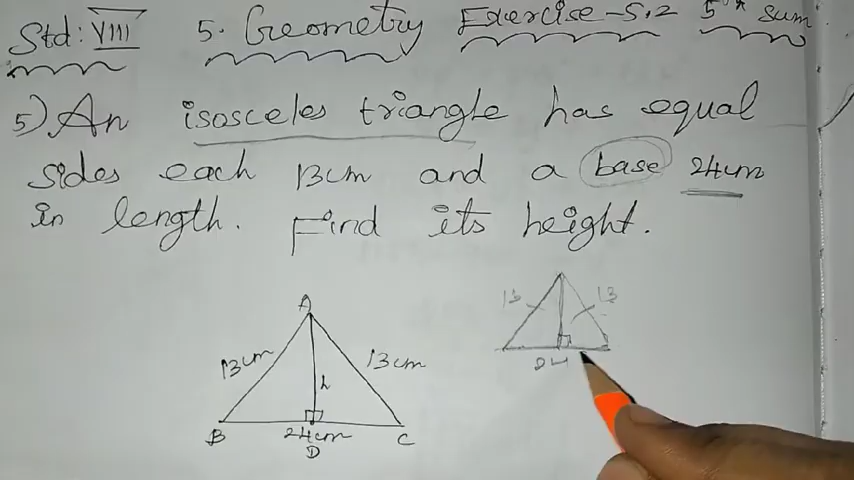 Std: VIII 5. Geometry Exercise-5.2 5th sum
5) An isosceles triangle has equal
sides each 13cm and a base 24cm
in length. Find its height.
A
13cm 13cm
h
B 24cm C
D
13 13
24